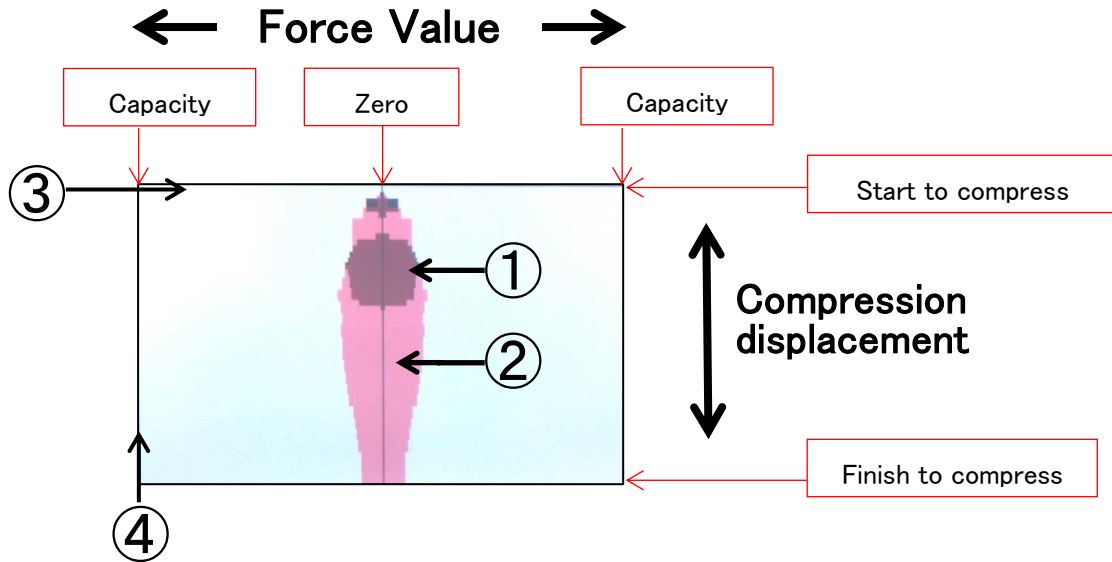 Force Value
Capacity
Zero
Capacity
③
Start to compress
①
Compression
displacement
②
Finish to compress
④